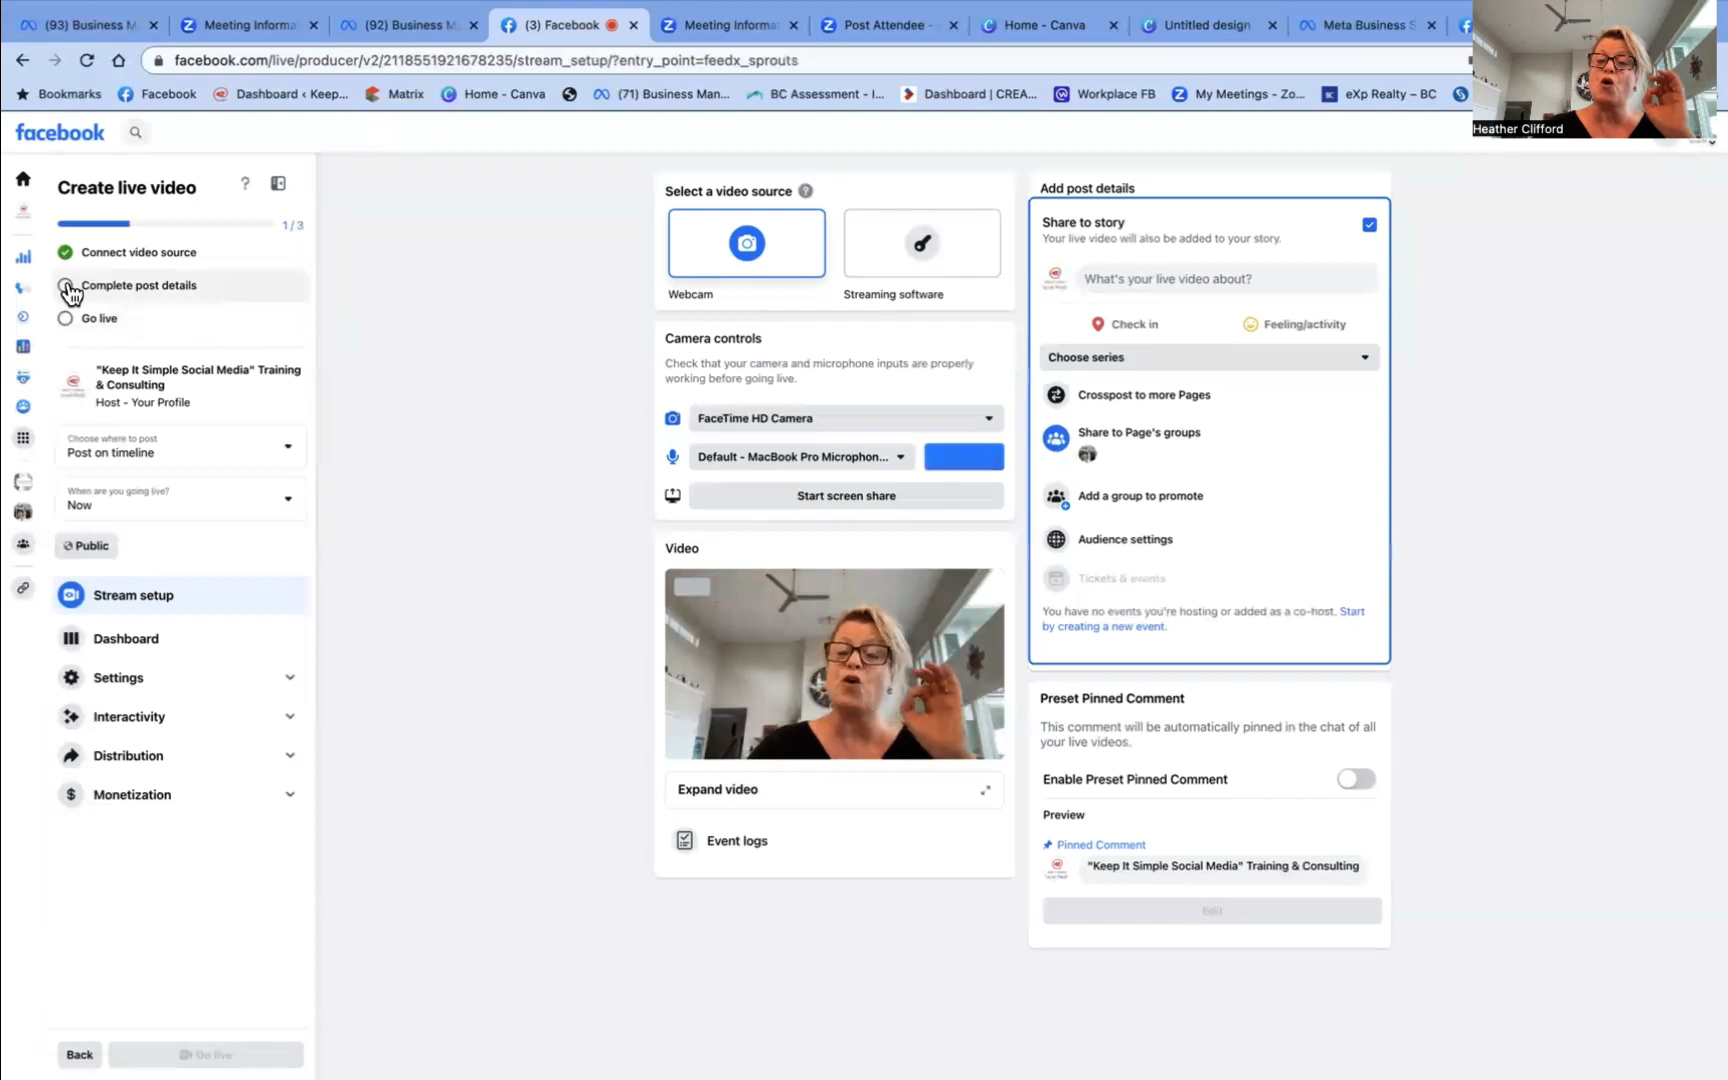 (93) Business M
Meeting Informa
(92) Business M
(3) Facebook
Meeting Informa
Post Attendee -
Home - Canva
Untitled design
Meta Business S
facebook.com/live/producer/v2/2118551921678235/stream_setup/?entry_point=feedx_sprouts
Bookmarks
Facebook
Dashboard ‹ Keep...
Matrix
Home - Canva
(71) Business Man...
BC Assessment - I...
Dashboard | CREA...
Workplace FB
My Meetings - Zo...
eXp Realty – BC
Heather Clifford
facebook
Create live video
?
1/3
Connect video source
Complete post details
Go live
"Keep It Simple Social Media" Training
& Consulting
Host - Your Profile
Choose where to post
Post on timeline
When are you going live?
Now
Public
Stream setup
Dashboard
Settings
Interactivity
Distribution
Monetization
Back
Go live
Select a video source
Webcam
Streaming software
Camera controls
Check that your camera and microphone inputs are properly
working before going live.
FaceTime HD Camera
Default - MacBook Pro Microphon...
Start screen share
Video
Expand video
Event logs
Add post details
Share to story
Your live video will also be added to your story.
What's your live video about?
Check in
Feeling/activity
Choose series
Crosspost to more Pages
Share to Page's groups
Add a group to promote
Audience settings
Tickets & events
You have no events you're hosting or added as a co-host. Start
by creating a new event.
Preset Pinned Comment
This comment will be automatically pinned in the chat of all
your live videos.
Enable Preset Pinned Comment
Preview
Pinned Comment
"Keep It Simple Social Media" Training & Consulting
Edit